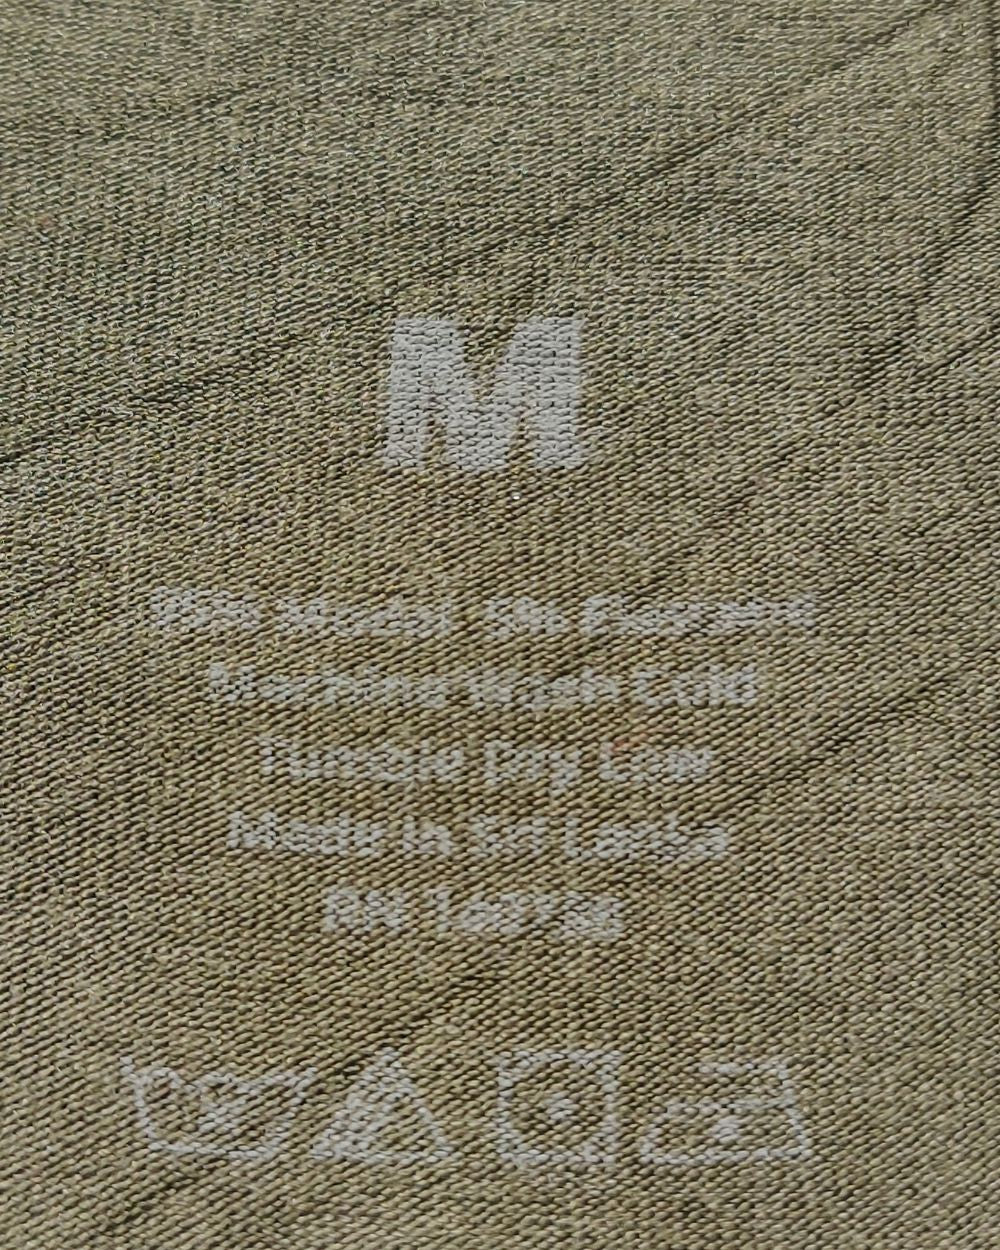 M
95% Modal 5% Elastane
Machine Wash Cold
Tumble Dry Low
Made in Sri Lanka
RN